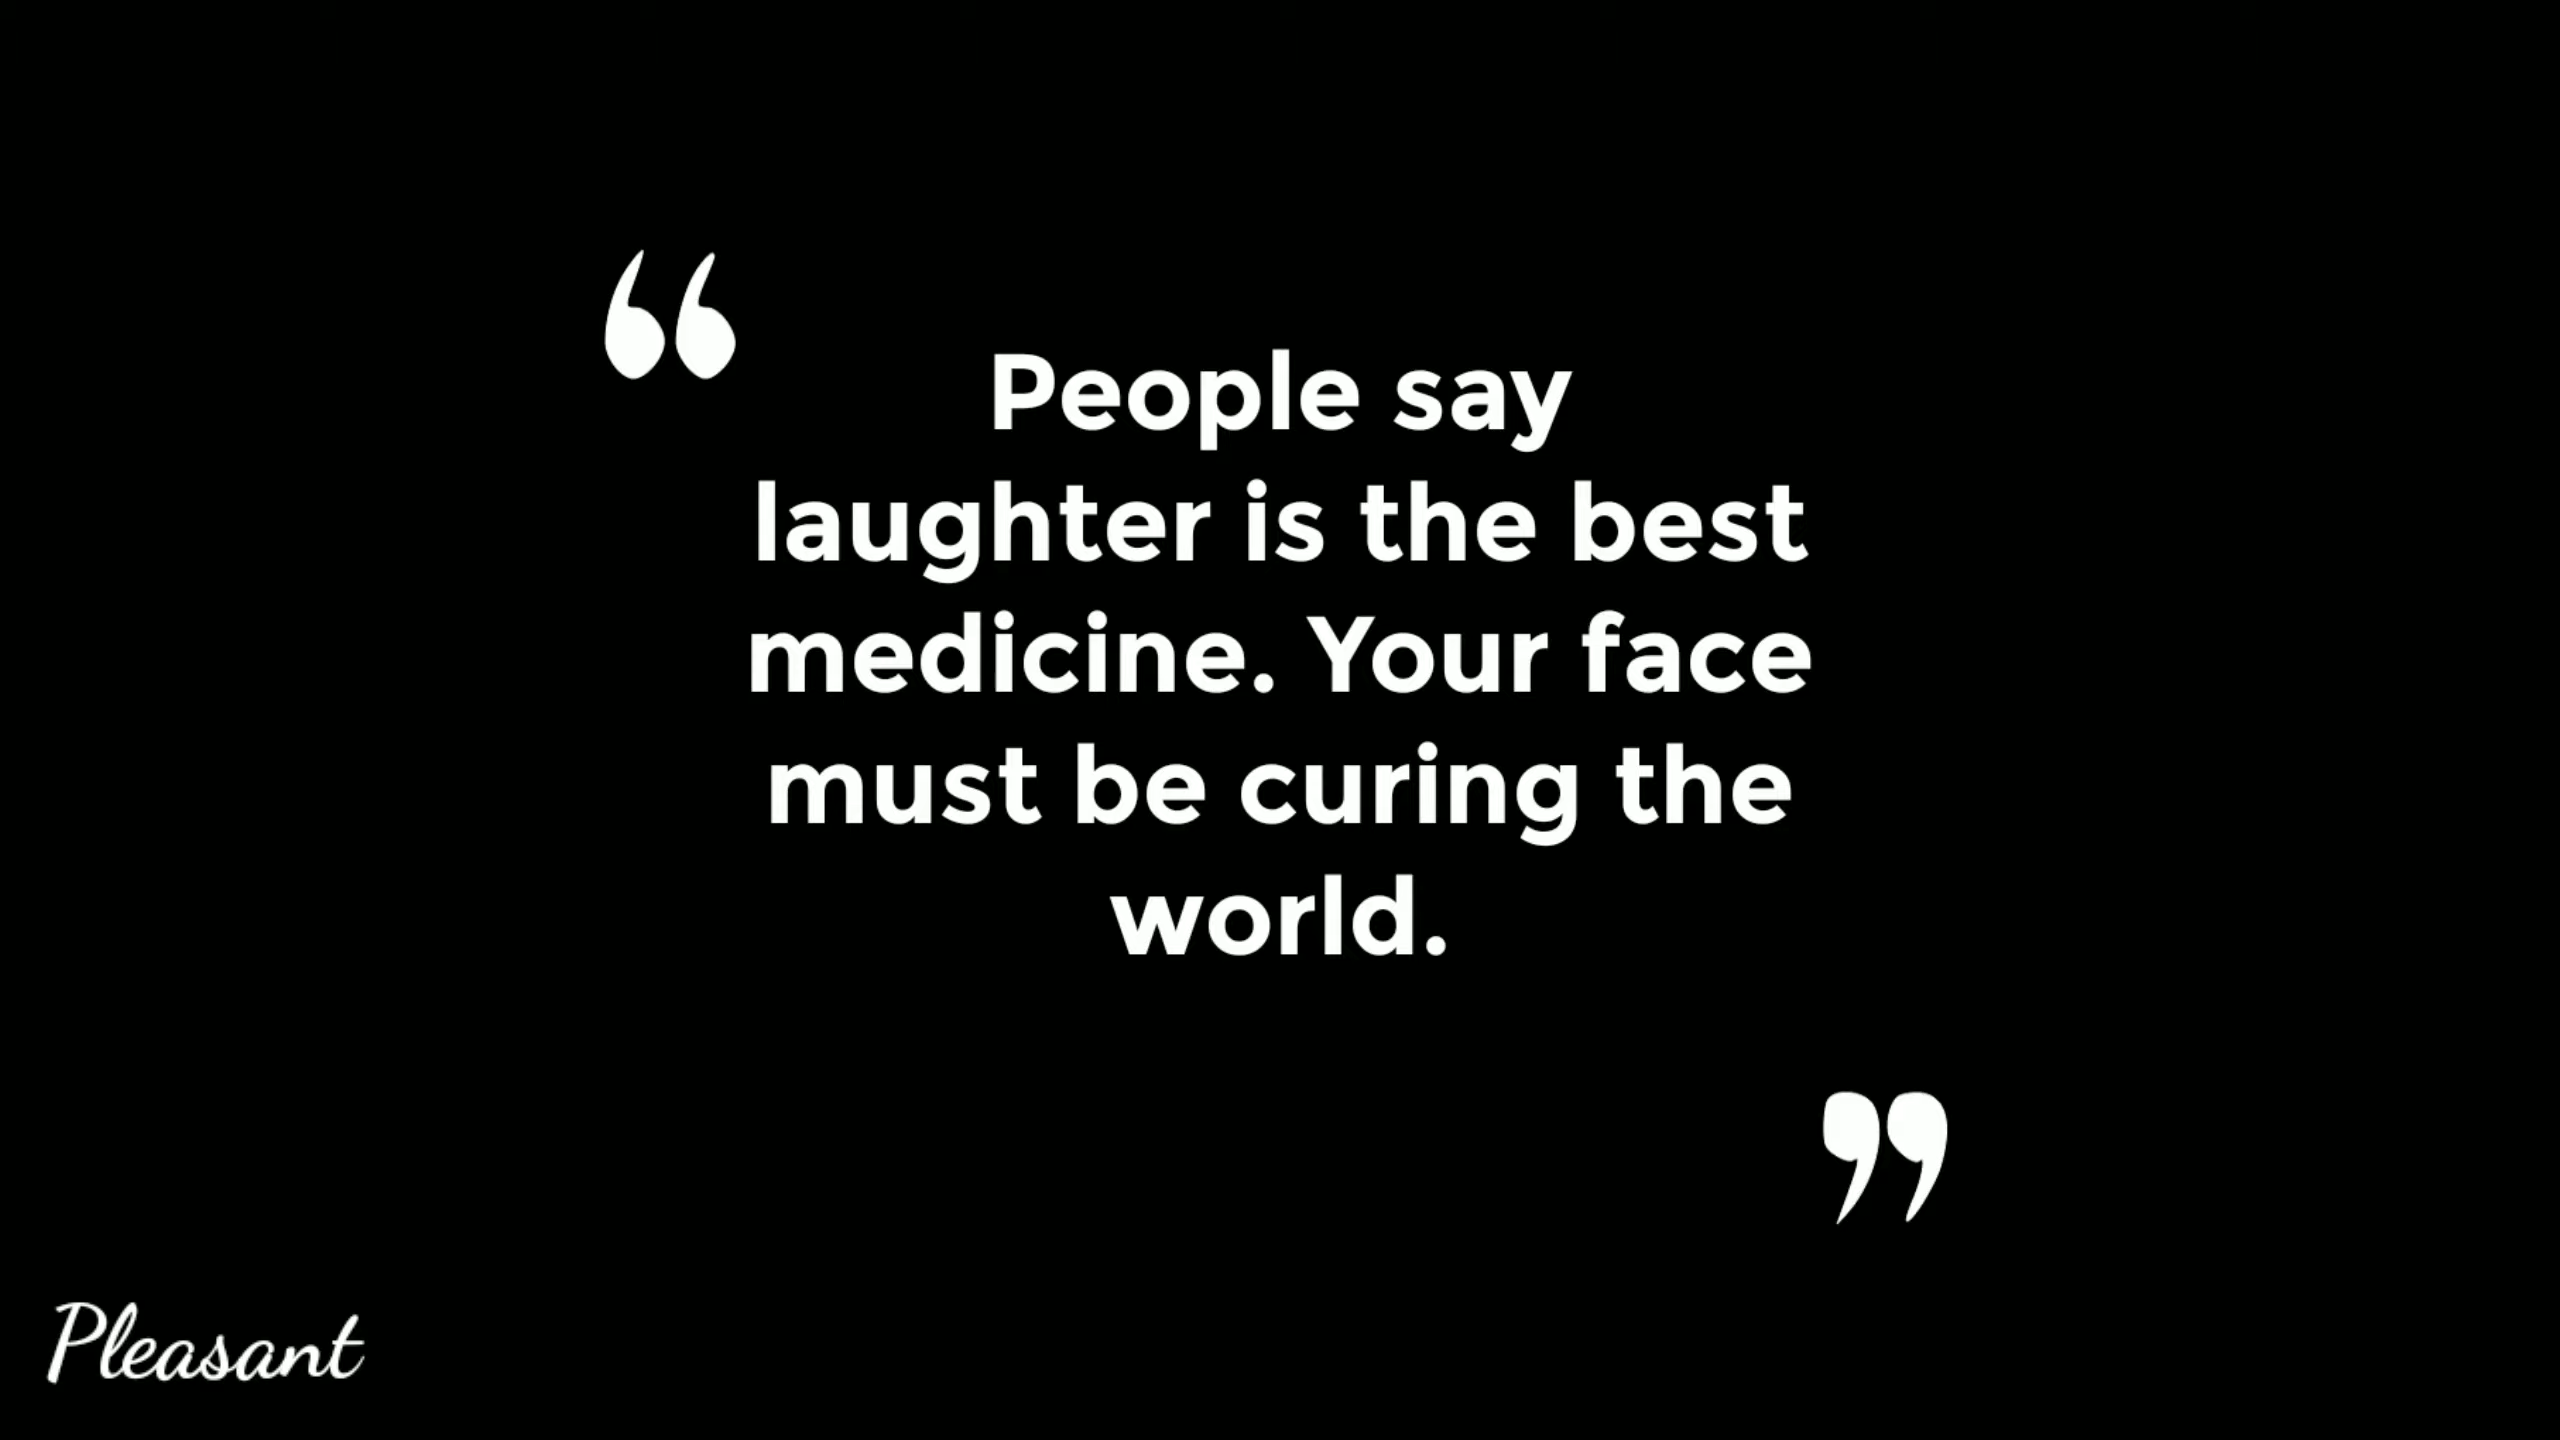 “
People say
laughter is the best
medicine. Your face
must be curing the
world.
”
Pleasant